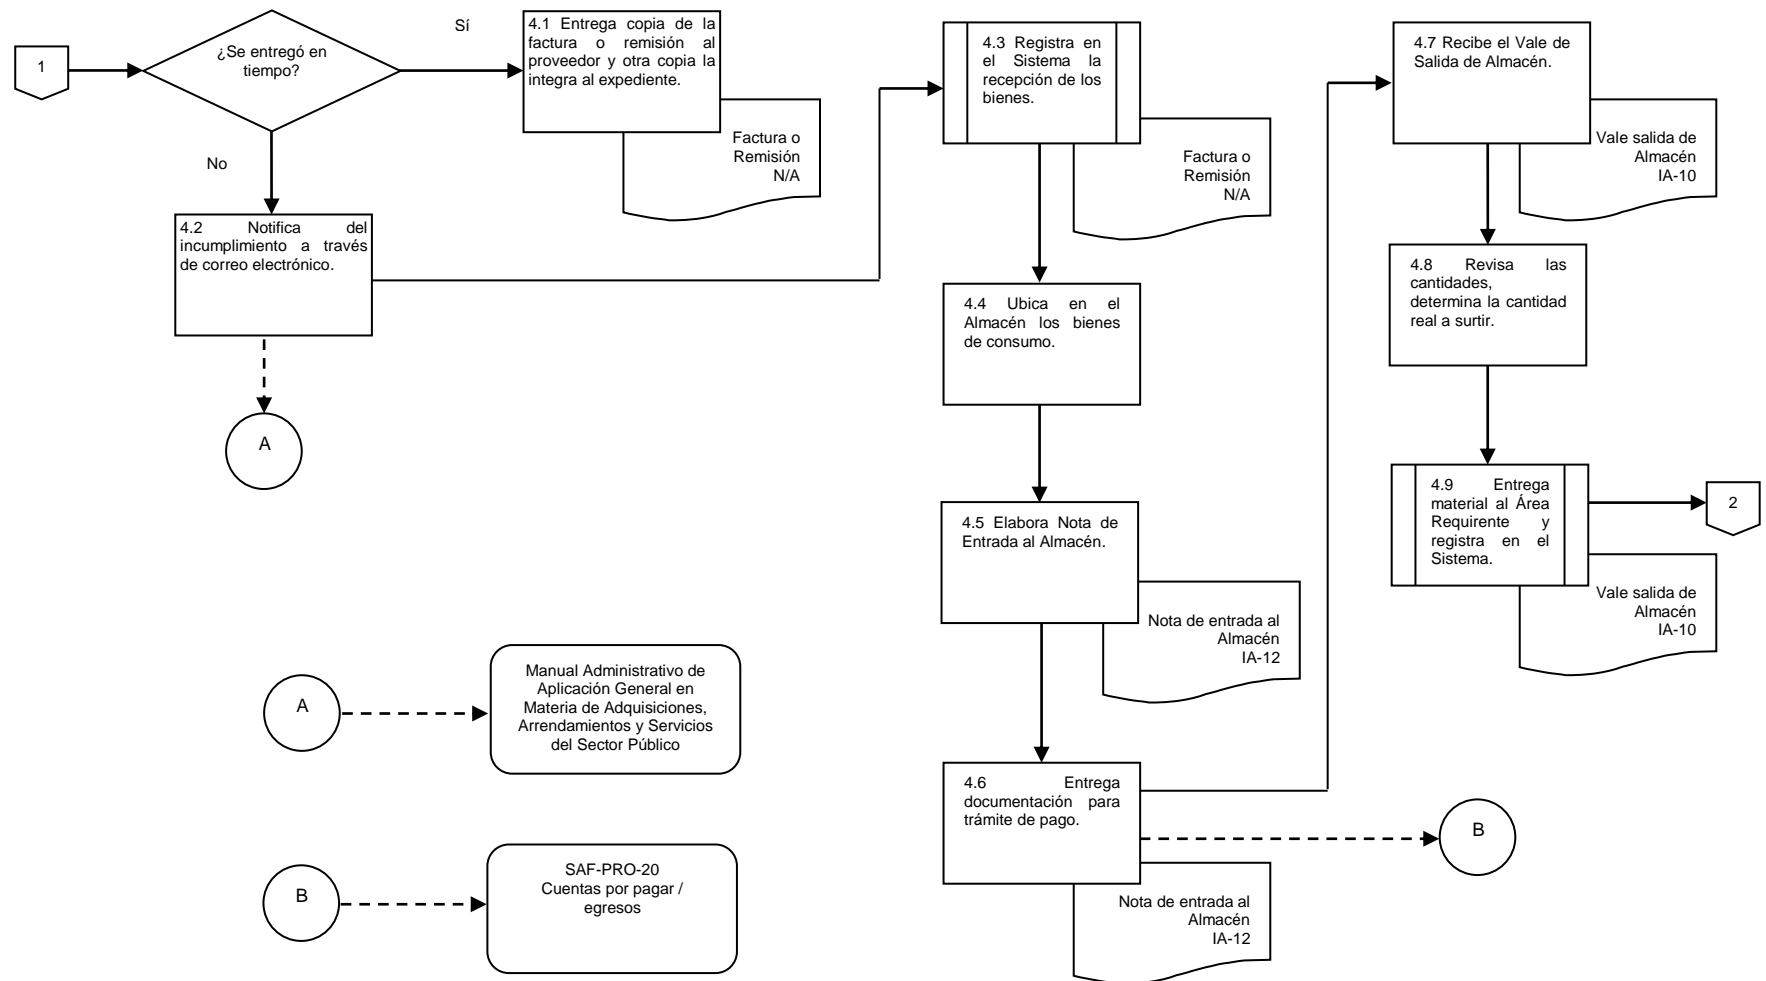 1
¿Se entregó en
tiempo?
Sí
No
4.1 Entrega copia de la
factura o remisión al
proveedor y otra copia la
integra al expediente.
Factura o
Remisión
N/A
4.2 Notifica del
incumplimiento a través
de correo electrónico.
A
4.3 Registra en
el Sistema la
recepción de los
bienes.
Factura o
Remisión
N/A
4.4 Ubica en el
Almacén los bienes
de consumo.
4.5 Elabora Nota de
Entrada al Almacén.
Nota de entrada al
Almacén
IA-12
4.6 Entrega
documentación para
trámite de pago.
Nota de entrada al
Almacén
IA-12
B
4.7 Recibe el Vale de
Salida de Almacén.
Vale salida de
Almacén
IA-10
4.8 Revisa las
cantidades,
determina la cantidad
real a surtir.
4.9 Entrega
material al Área
Requirente y
registra en el
Sistema.
Vale salida de
Almacén
IA-10
2
A
Manual Administrativo de
Aplicación General en
Materia de Adquisiciones,
Arrendamientos y Servicios
del Sector Público
B
SAF-PRO-20
Cuentas por pagar /
egresos